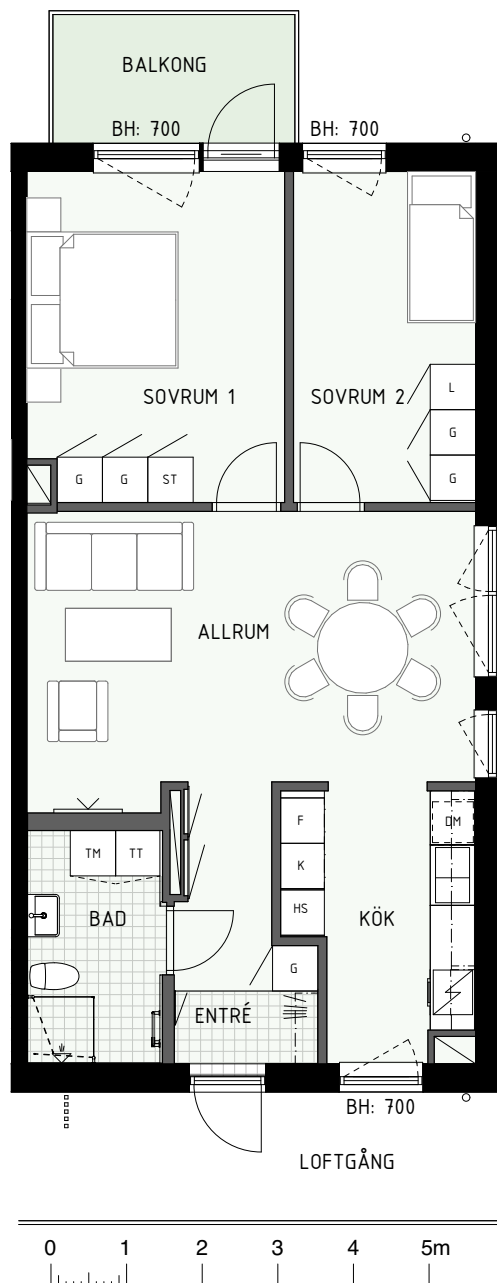 BALKONG
BH: 700 BH: 700
SOVRUM 1 SOVRUM 2
L
G
G
G G ST
ALLRUM
F DM
K
TM TT
HS
BAD KÖK
G
ENTRÉ
BH: 700
LOFTGÅNG
0 1 2 3 4 5m